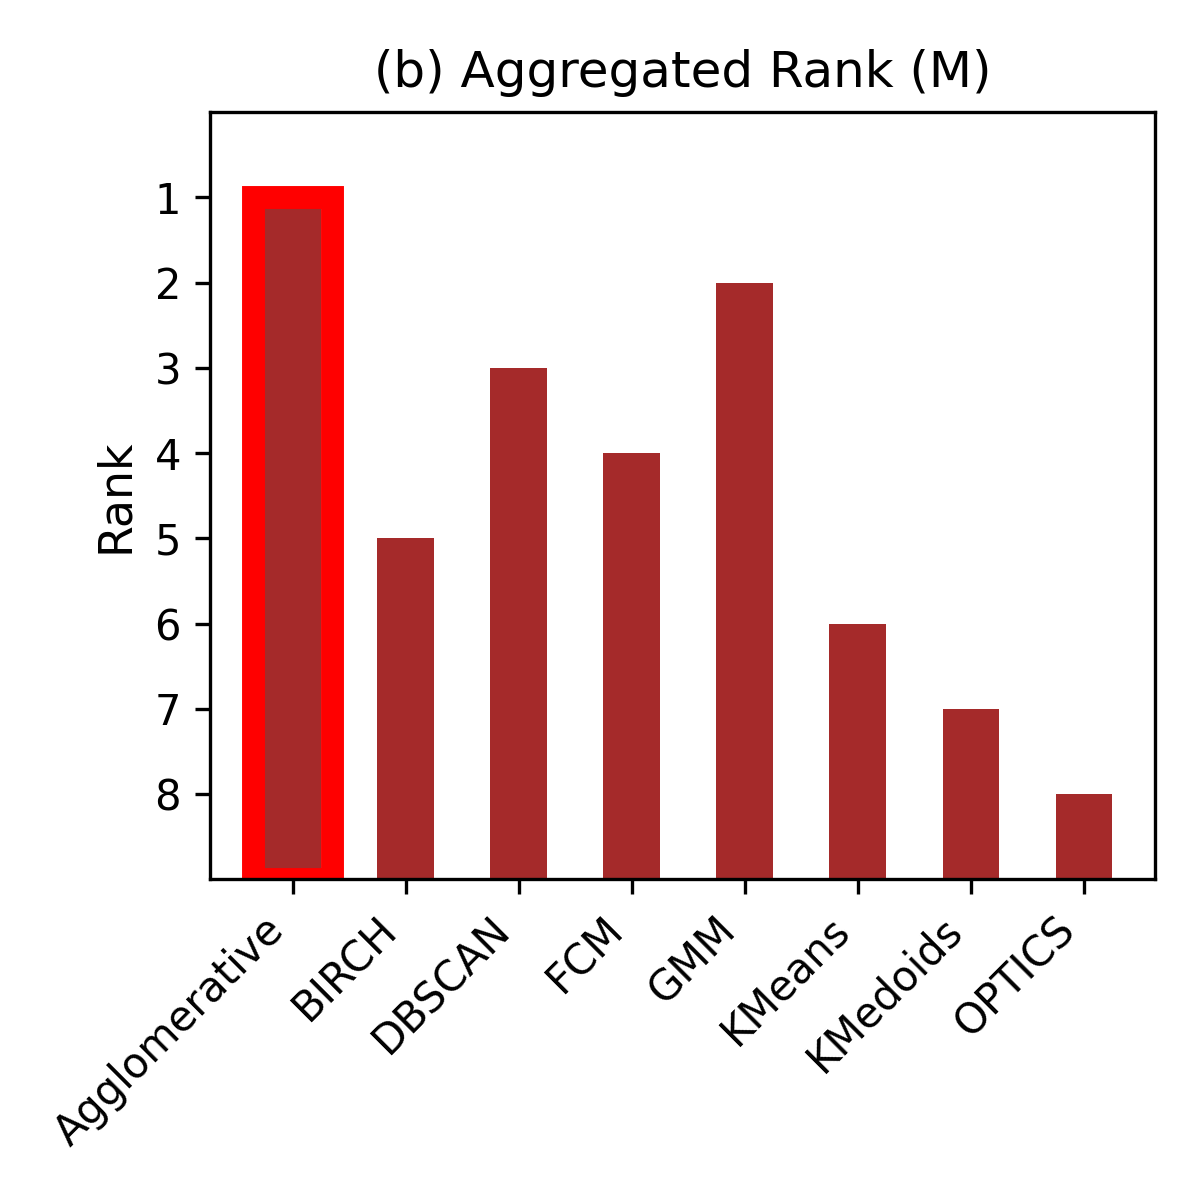 (b) Aggregated Rank (M)
Rank
1
2
3
4
5
6
7
8
Agglomerative
BIRCH
DBSCAN
FCM
GMM
KMeans
KMedoids
OPTICS